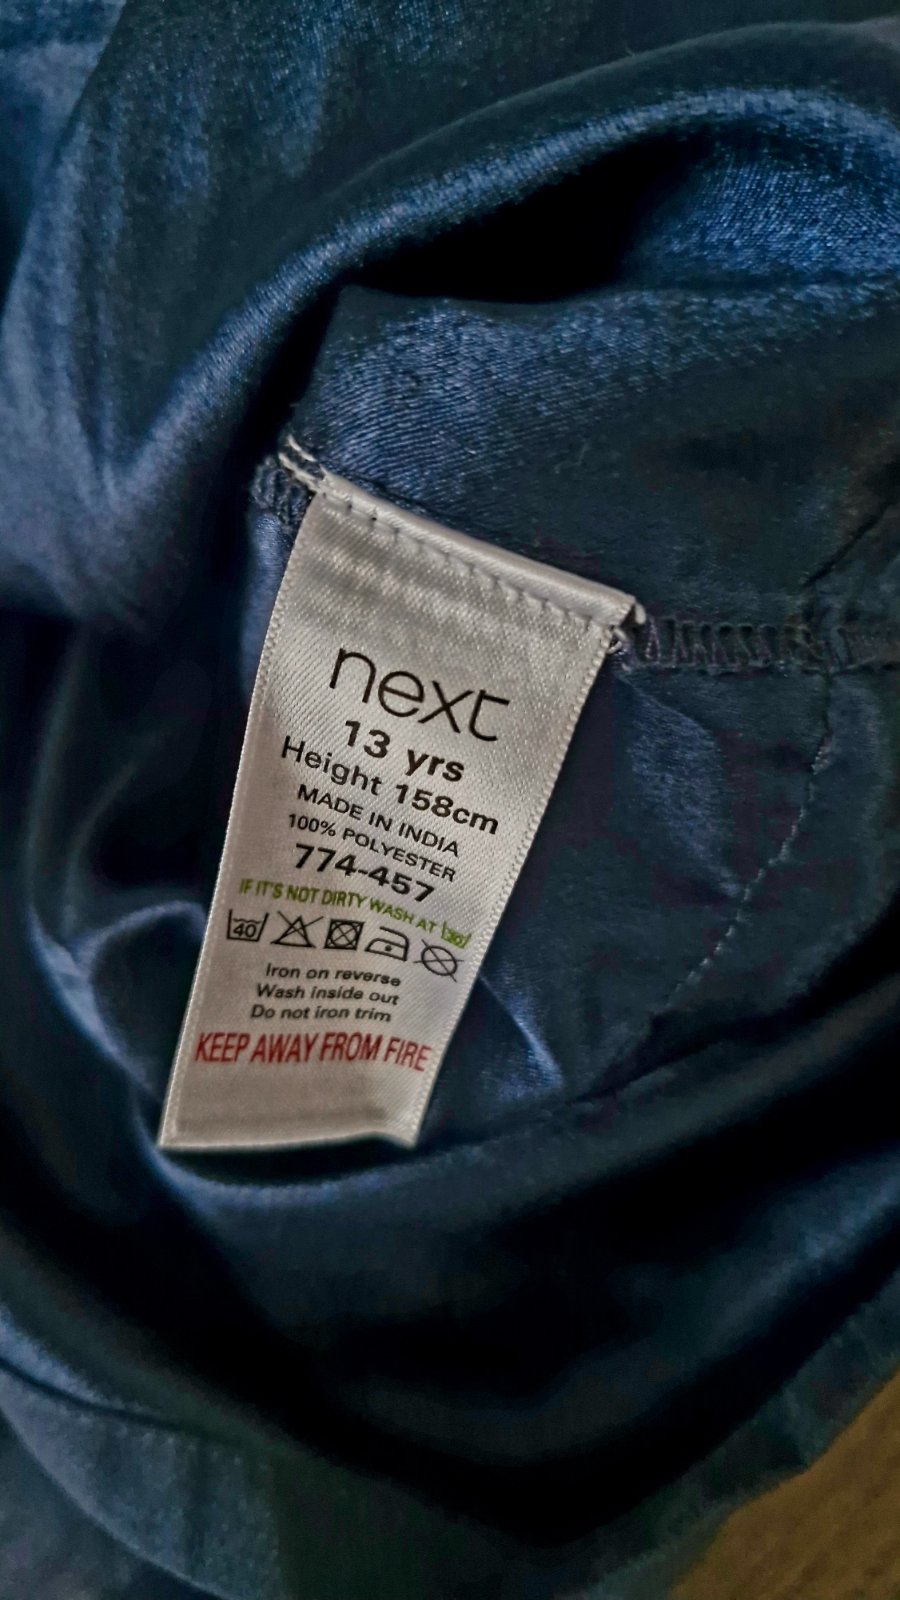 next
13 yrs
Height 158cm
MADE IN INDIA
100% POLYESTER
774-457
IF IT'S NOT DIRTY WASH AT 30
40
Iron on reverse
Wash inside out
Do not iron trim
KEEP AWAY FROM FIRE